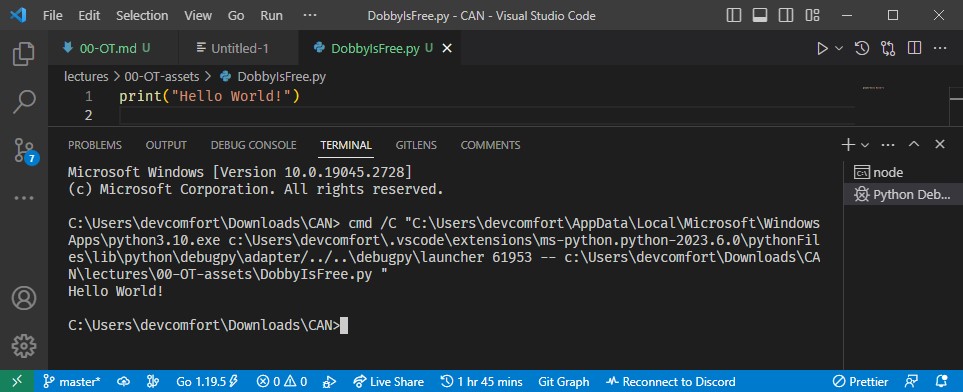 File Edit Selection View Go Run ··· DobbyIsFree.py - CAN - Visual Studio Code
00-OT.md U Untitled-1 DobbyIsFree.py U
lectures > 00-OT-assets > DobbyIsFree.py
1 print("Hello World!")
2
PROBLEMS OUTPUT DEBUG CONSOLE TERMINAL GITLENS COMMENTS
Microsoft Windows [Version 10.0.19045.2728]
(c) Microsoft Corporation. All rights reserved.
C:\Users\devcomfort\Downloads\CAN> cmd /C "C:\Users\devcomfort\AppData\Local\Microsoft\Windows
Apps\python3.10.exe c:\Users\devcomfort\.vscode\extensions\ms-python.python-2023.6.0\pythonFil
es\lib\python\debugpy\adapter/../..\debugpy\launcher 61953 -- c:\Users\devcomfort\Downloads\CA
N\lectures\00-OT-assets\DobbyIsFree.py "
Hello World!
C:\Users\devcomfort\Downloads\CAN>
node
Python Deb...
7
master* Go 1.19.5 0 0 Live Share 1 hr 45 mins Git Graph Reconnect to Discord Prettier